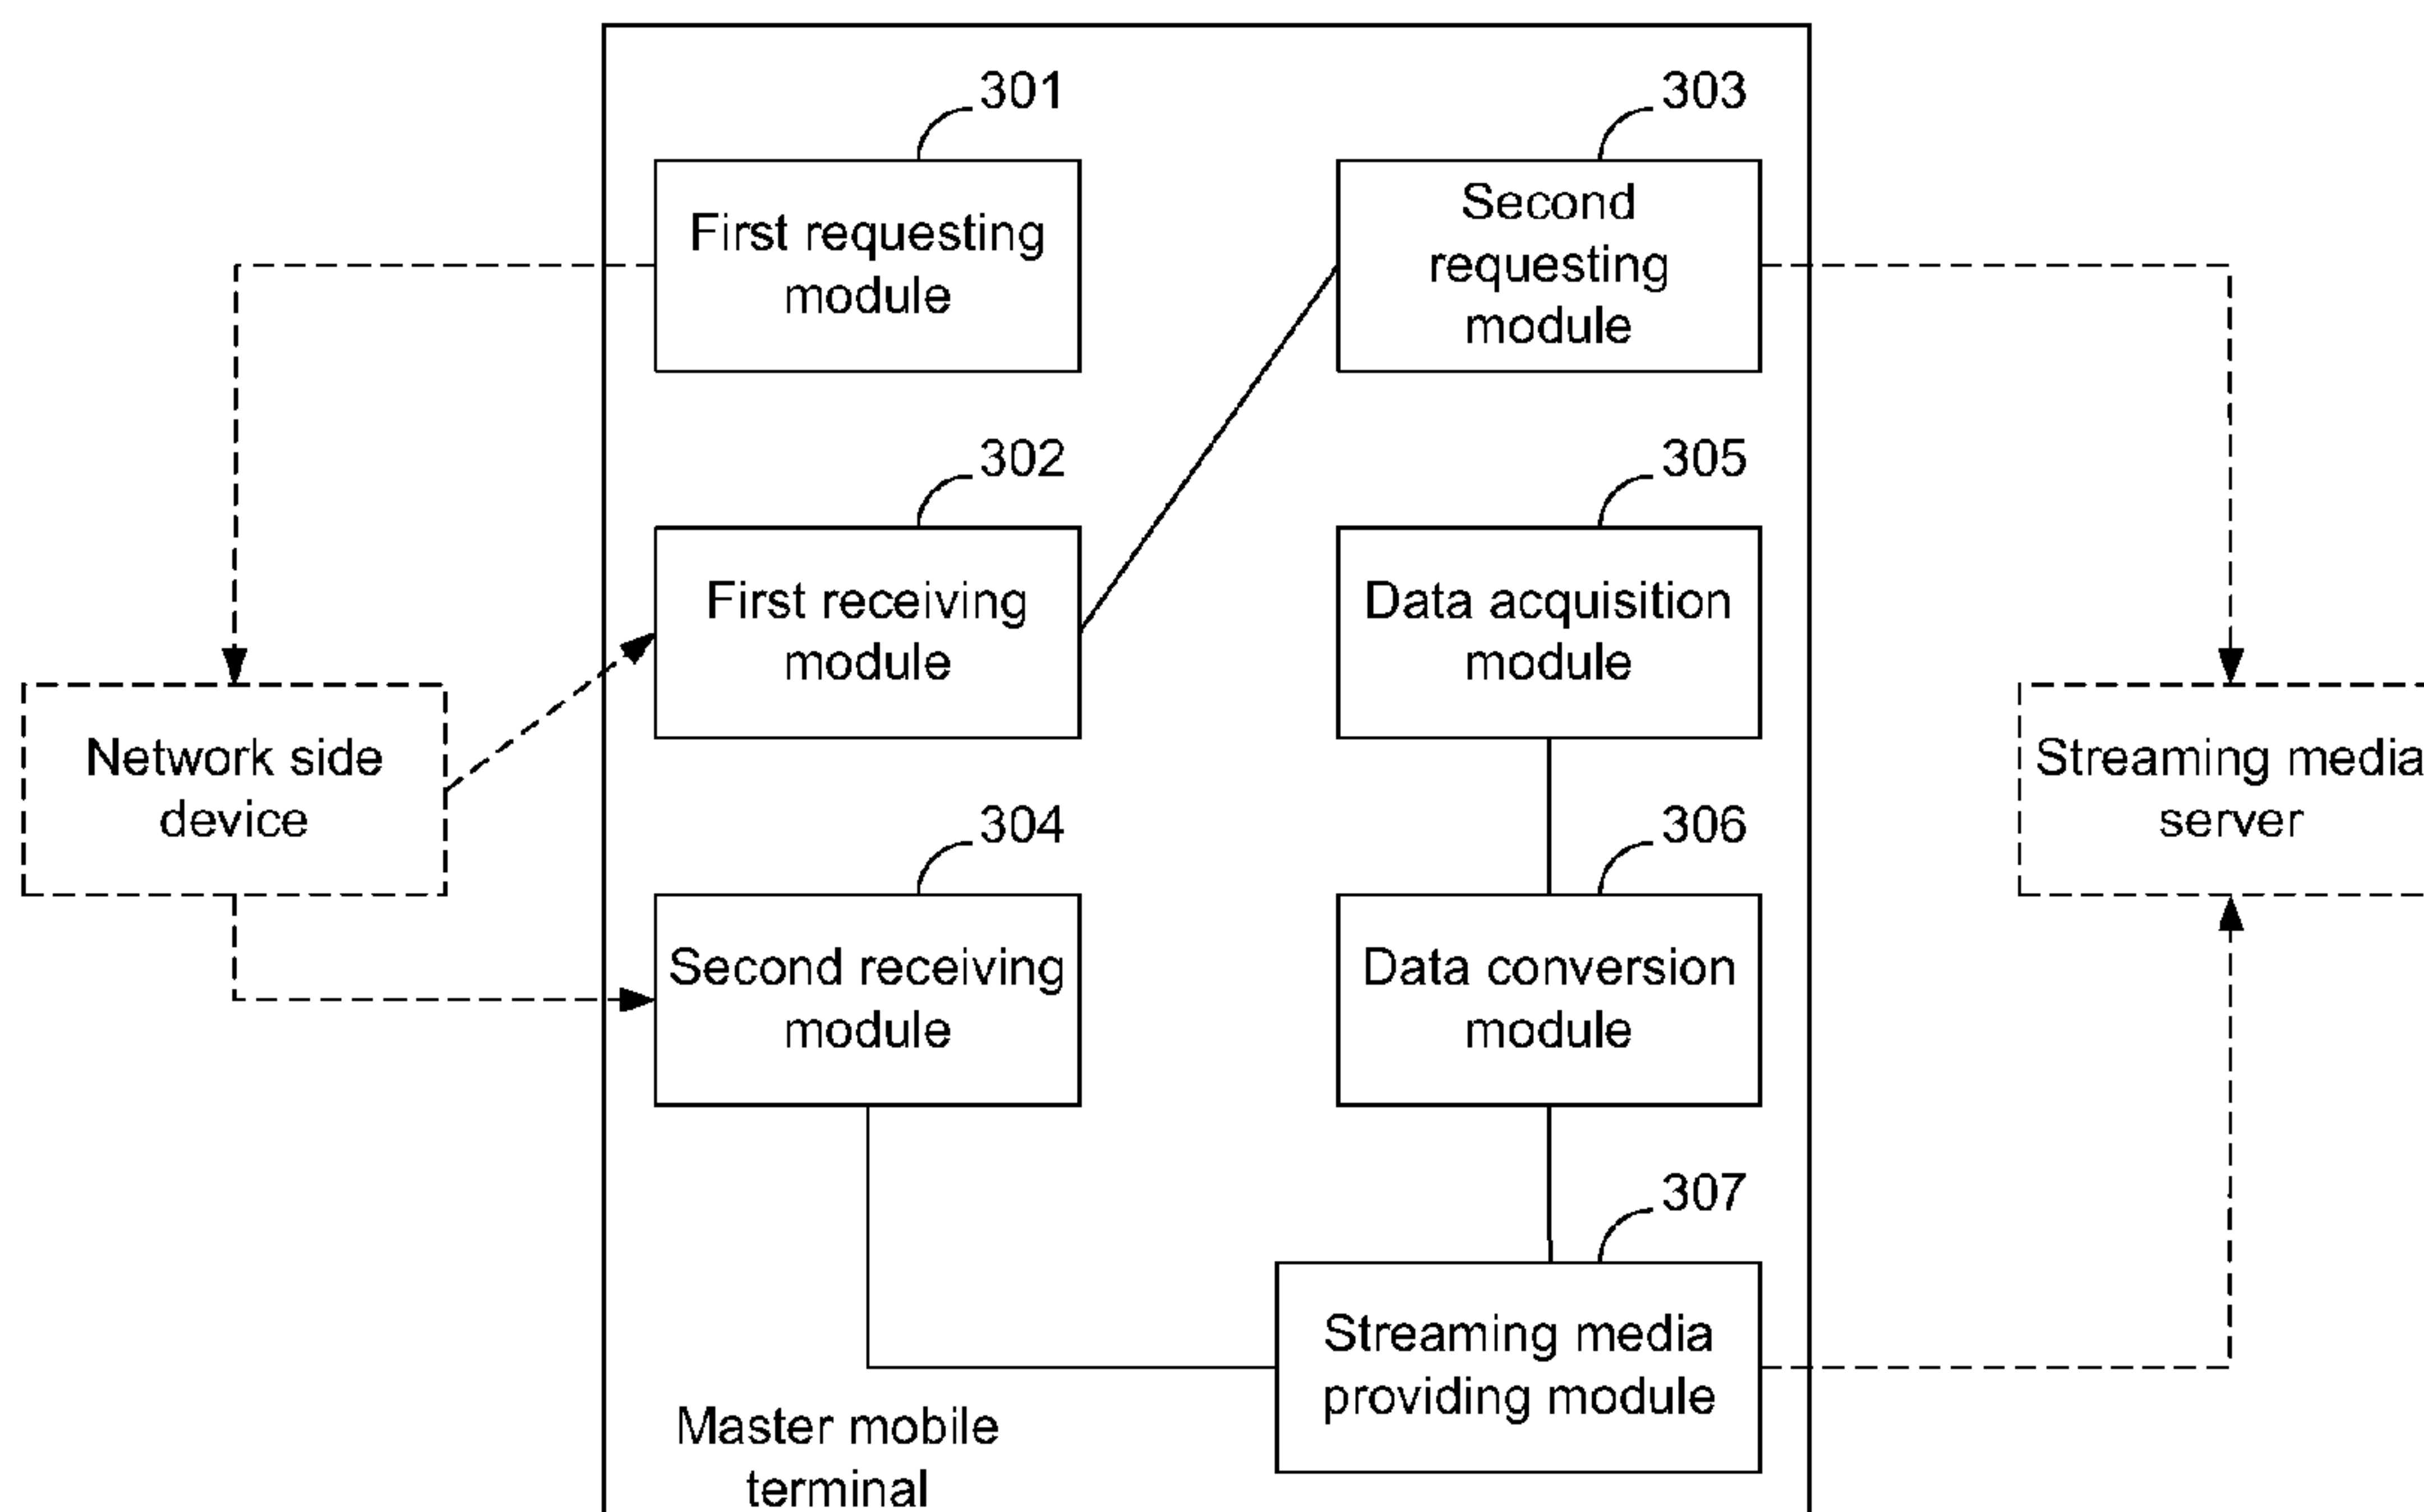 301
First requesting
module
303
Second
requesting
module
302
First receiving
module
305
Data acquisition
module
Network side
device
Streaming media
server
304
Second receiving
module
306
Data conversion
module
307
Streaming media
providing module
Master mobile
terminal